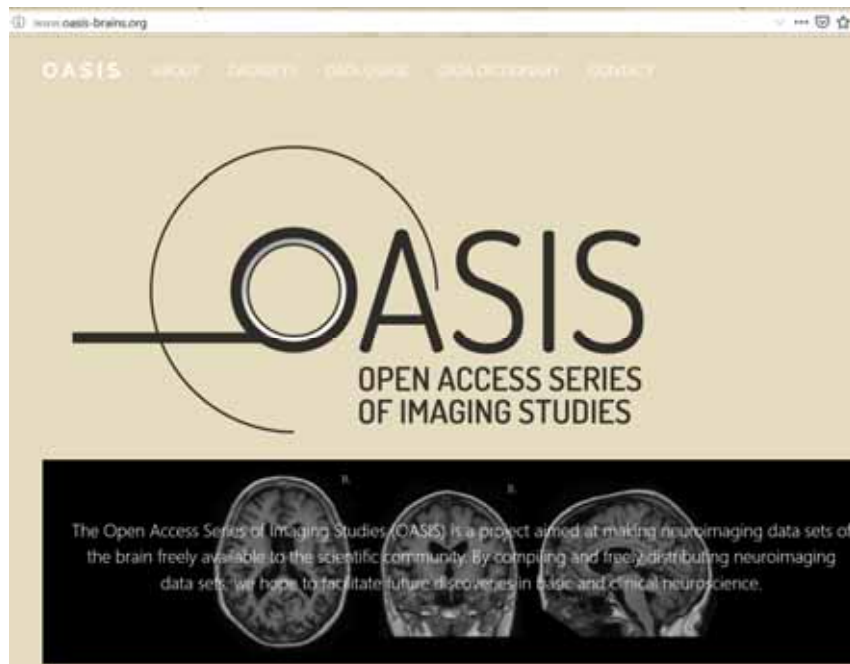 www.oasis-brains.org
OASIS ABOUT DATASETS DATA USAGE DATA DICTIONARY CONTACT
OASIS
OPEN ACCESS SERIES
OF IMAGING STUDIES
R
R
The Open Access Series of Imaging Studies (OASIS) is a project aimed at making neuroimaging data sets of
the brain freely available to the scientific community. By compiling and freely distributing neuroimaging
data sets, we hope to facilitate future discoveries in basic and clinical neuroscience.